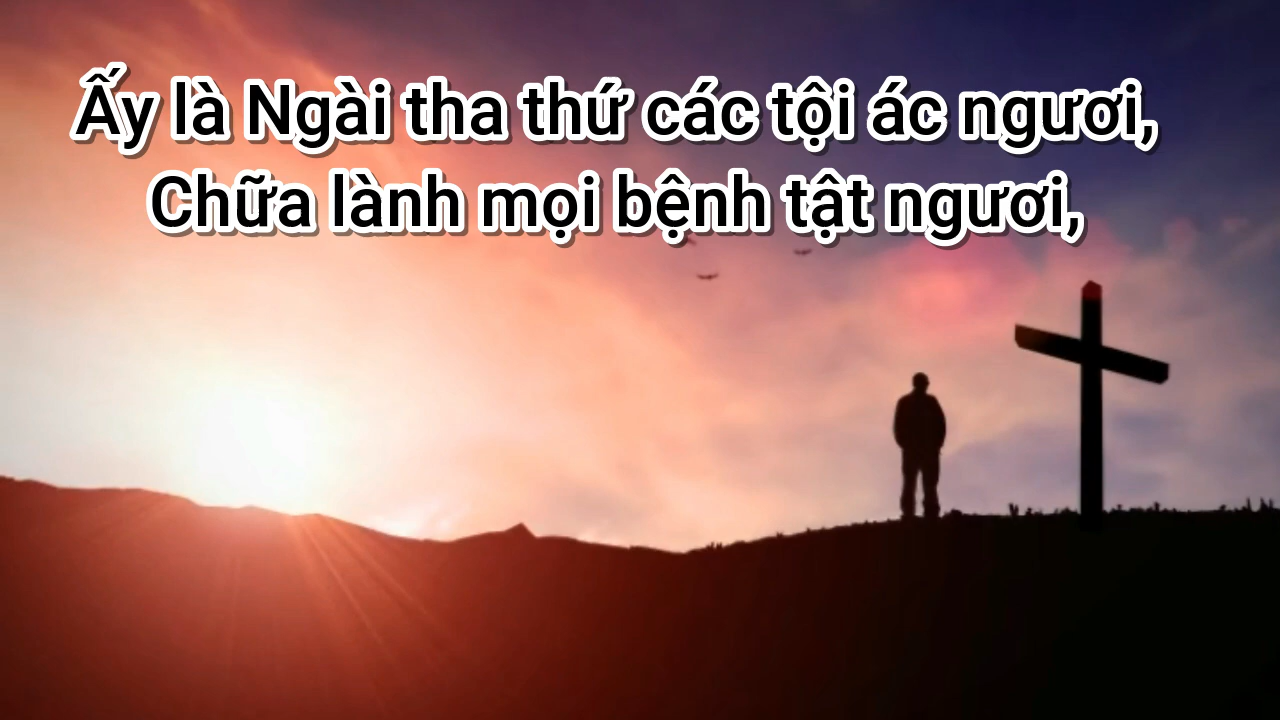 Ấy là Ngài tha thứ các tội ác ngươi,
Chữa lành mọi bệnh tật ngươi,